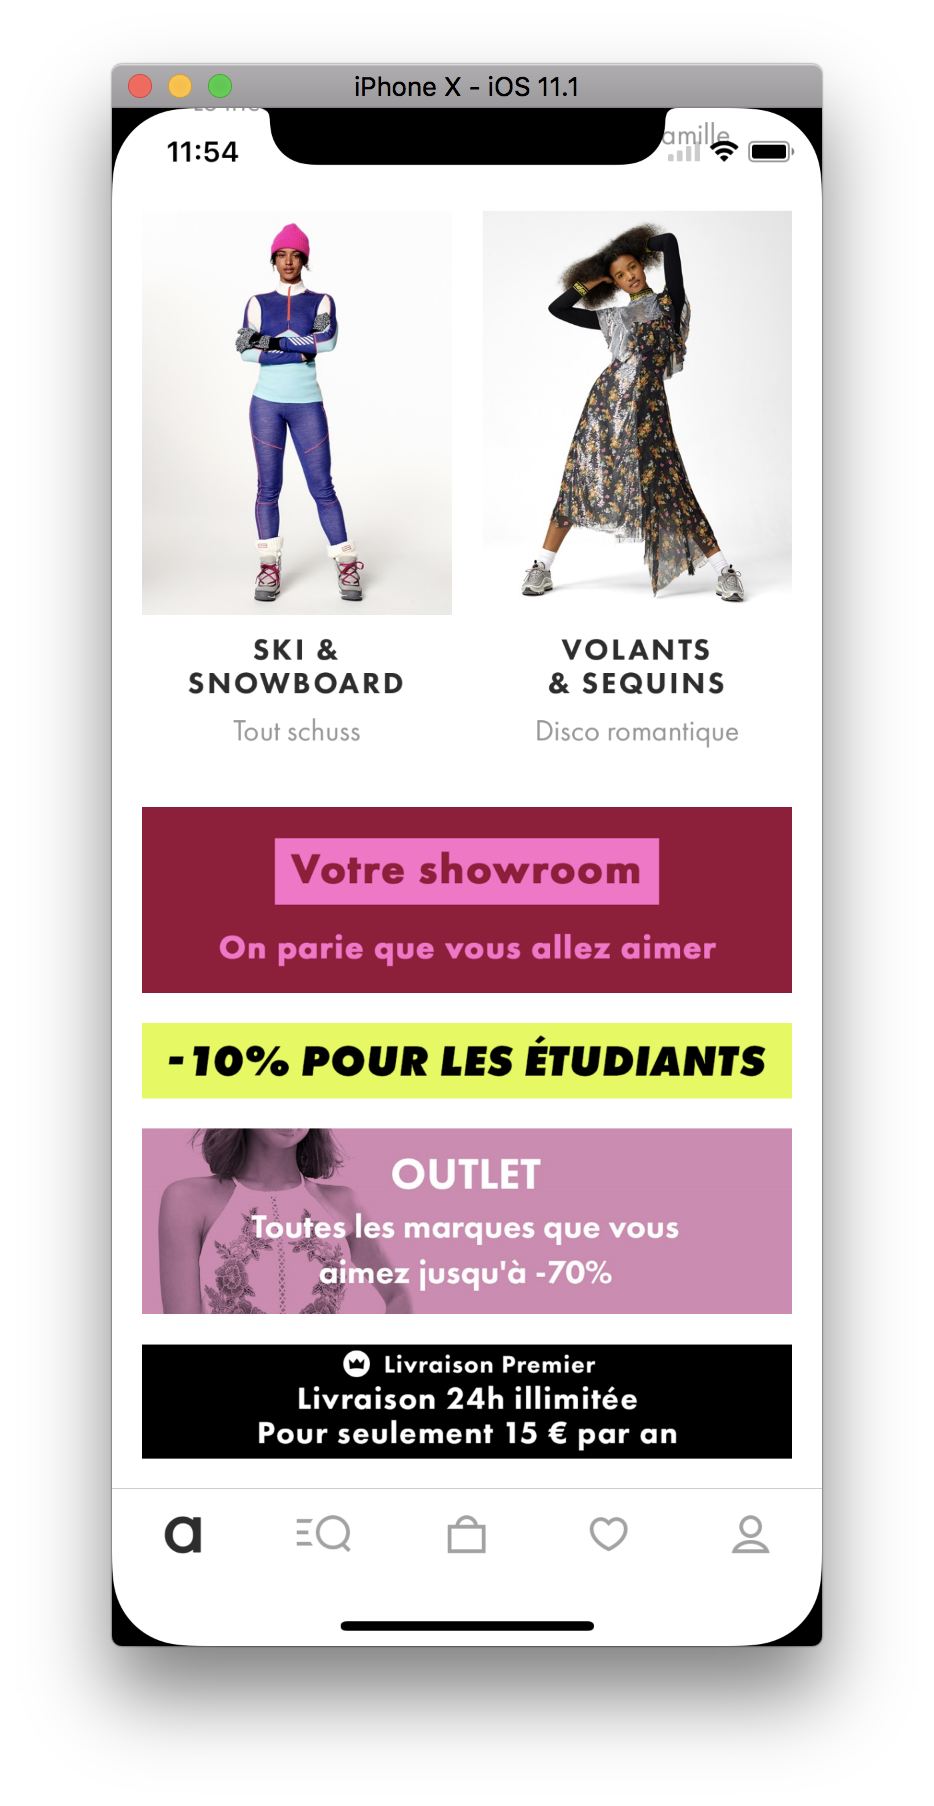 iPhone X - iOS 11.1
amille
11:54
SKI &
SNOWBOARD
Tout schuss
VOLANTS
& SEQUINS
Disco romantique
Votre showroom
On parie que vous allez aimer
-10% POUR LES ÉTUDIANTS
OUTLET
Toutes les marques que vous
aimez jusqu'à -70%
Livraison Premier
Livraison 24h illimitée
Pour seulement 15 € par an
a